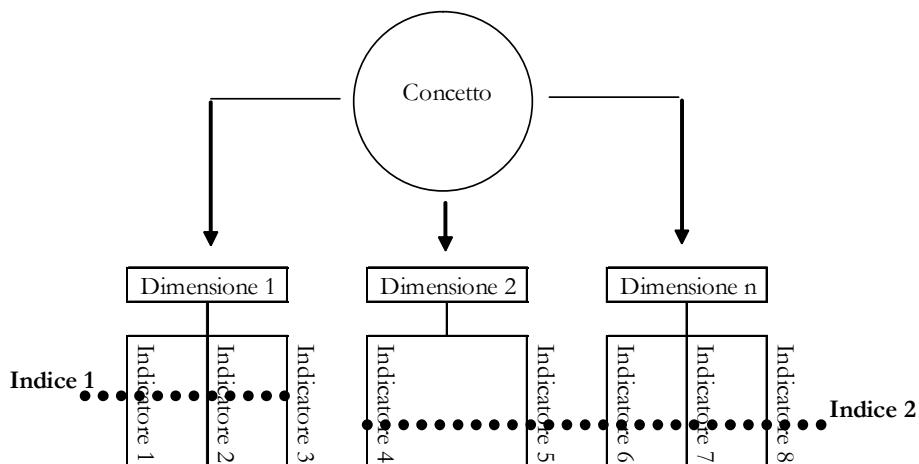 Concetto
Dimensione 1
Dimensione 2
Dimensione n
Indicatore 1
Indicatore 2
Indicatore 3
Indicatore 4
Indicatore 5
Indicatore 6
Indicatore 7
Indicatore 8
Indice 1
Indice 2